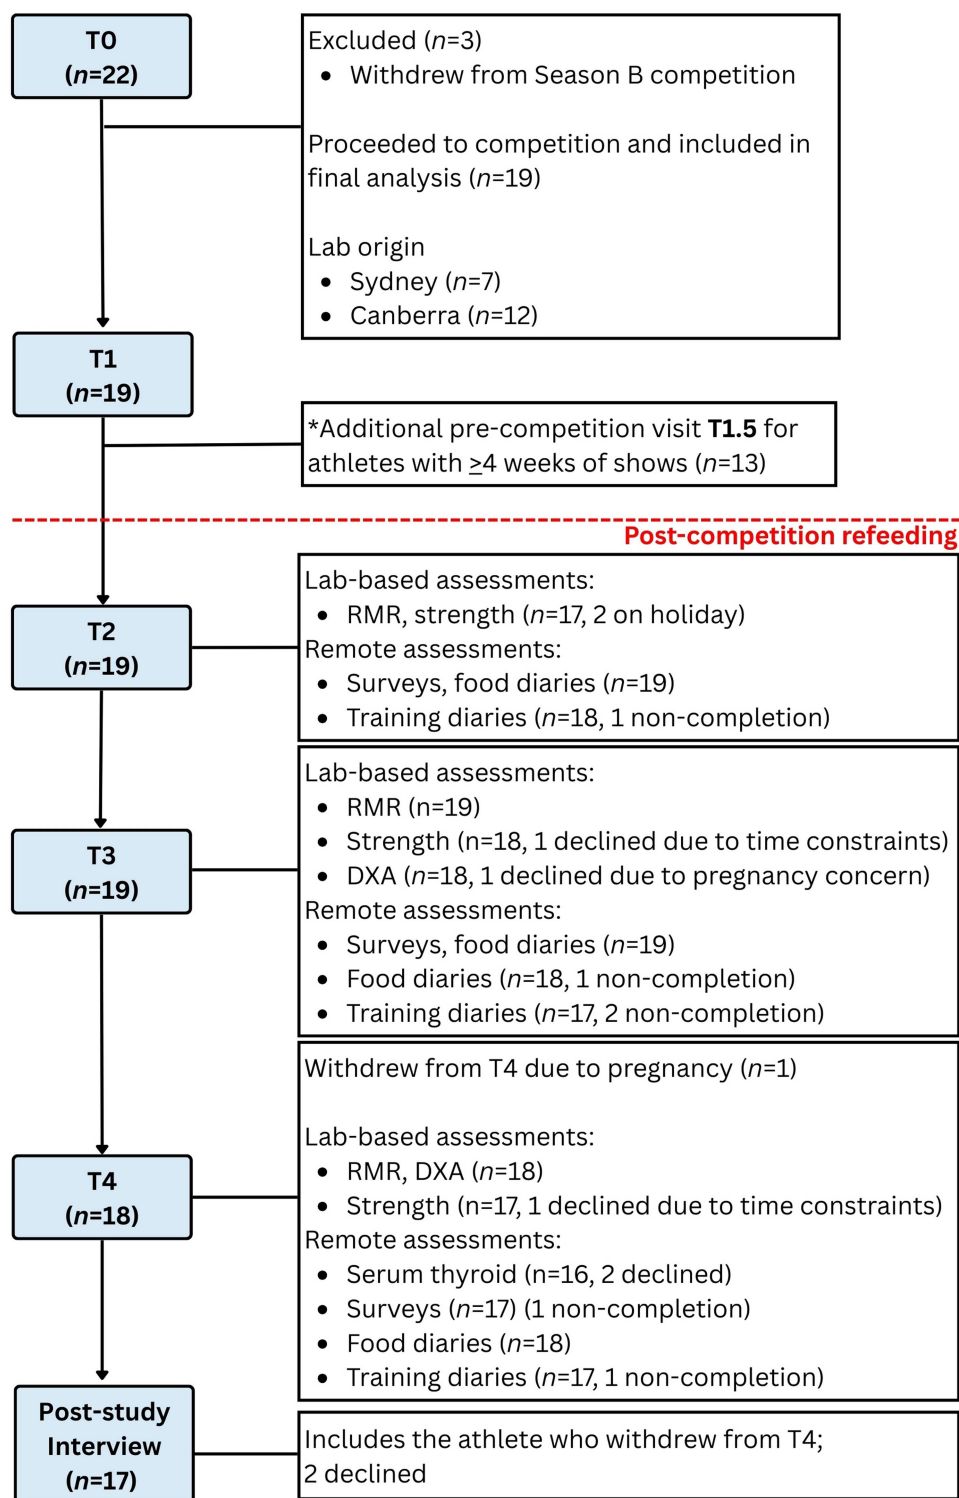 T0
(n=22)
Excluded (n=3)
• Withdrew from Season B competition
Proceeded to competition and included in
final analysis (n=19)
Lab origin
• Sydney (n=7)
• Canberra (n=12)
T1
(n=19)
*Additional pre-competition visit T1.5 for
athletes with ≥4 weeks of shows (n=13)
Post-competition refeeding
T2
(n=19)
Lab-based assessments:
• RMR, strength (n=17, 2 on holiday)
Remote assessments:
• Surveys, food diaries (n=19)
• Training diaries (n=18, 1 non-completion)
T3
(n=19)
Lab-based assessments:
• RMR (n=19)
• Strength (n=18, 1 declined due to time constraints)
• DXA (n=18, 1 declined due to pregnancy concern)
Remote assessments:
• Surveys, food diaries (n=19)
• Food diaries (n=18, 1 non-completion)
• Training diaries (n=17, 2 non-completion)
T4
(n=18)
Withdrew from T4 due to pregnancy (n=1)
Lab-based assessments:
• RMR, DXA (n=18)
• Strength (n=17, 1 declined due to time constraints)
Remote assessments:
• Serum thyroid (n=16, 2 declined)
• Surveys (n=17) (1 non-completion)
• Food diaries (n=18)
• Training diaries (n=17, 1 non-completion)
Post-study
Interview
(n=17)
Includes the athlete who withdrew from T4;
2 declined